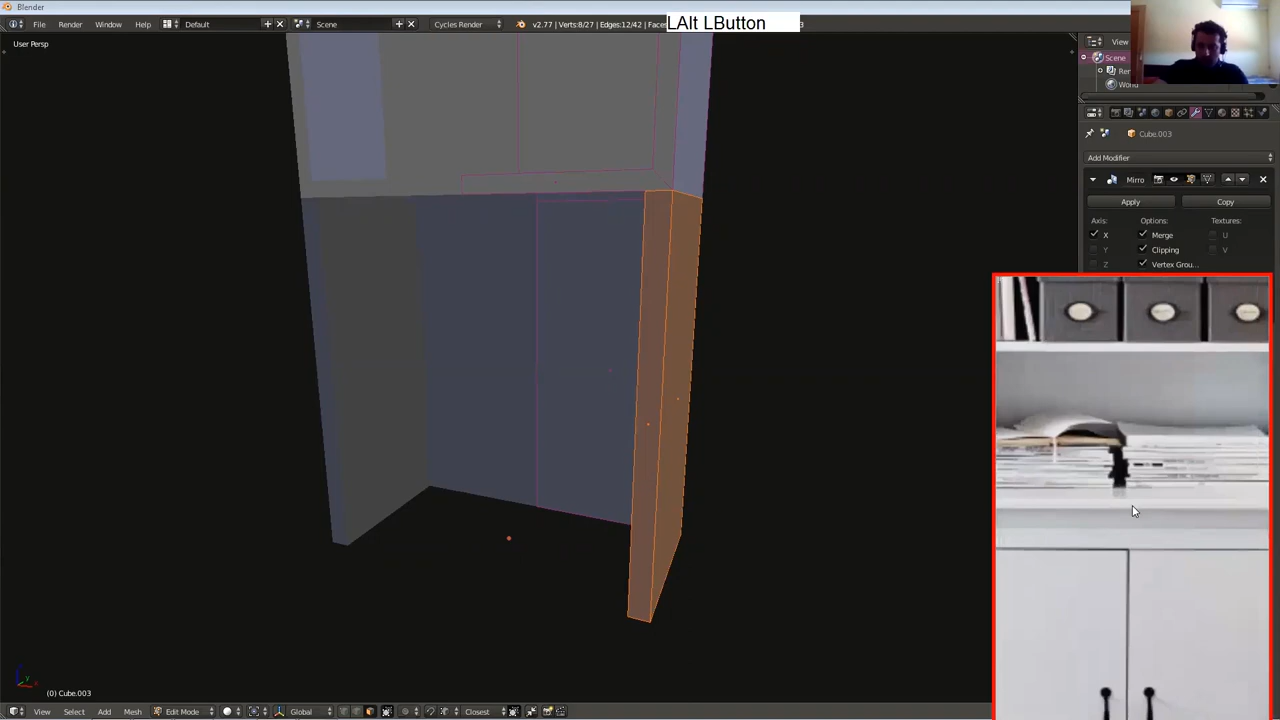 Blender
File Render Window Help Default Scene Cycles Render v2.77 | Verts:8/27 | Edges:12/42 | Face
LAlt LButton
User Persp
View
Scene
Ren
World
Cube.003
Add Modifier
Mirro
Apply Copy
Axis: Options: Textures:
X Merge U
Y Clipping V
Z Vertex Grou...
(0) Cube.003
View Select Add Mesh Edit Mode Global Closest